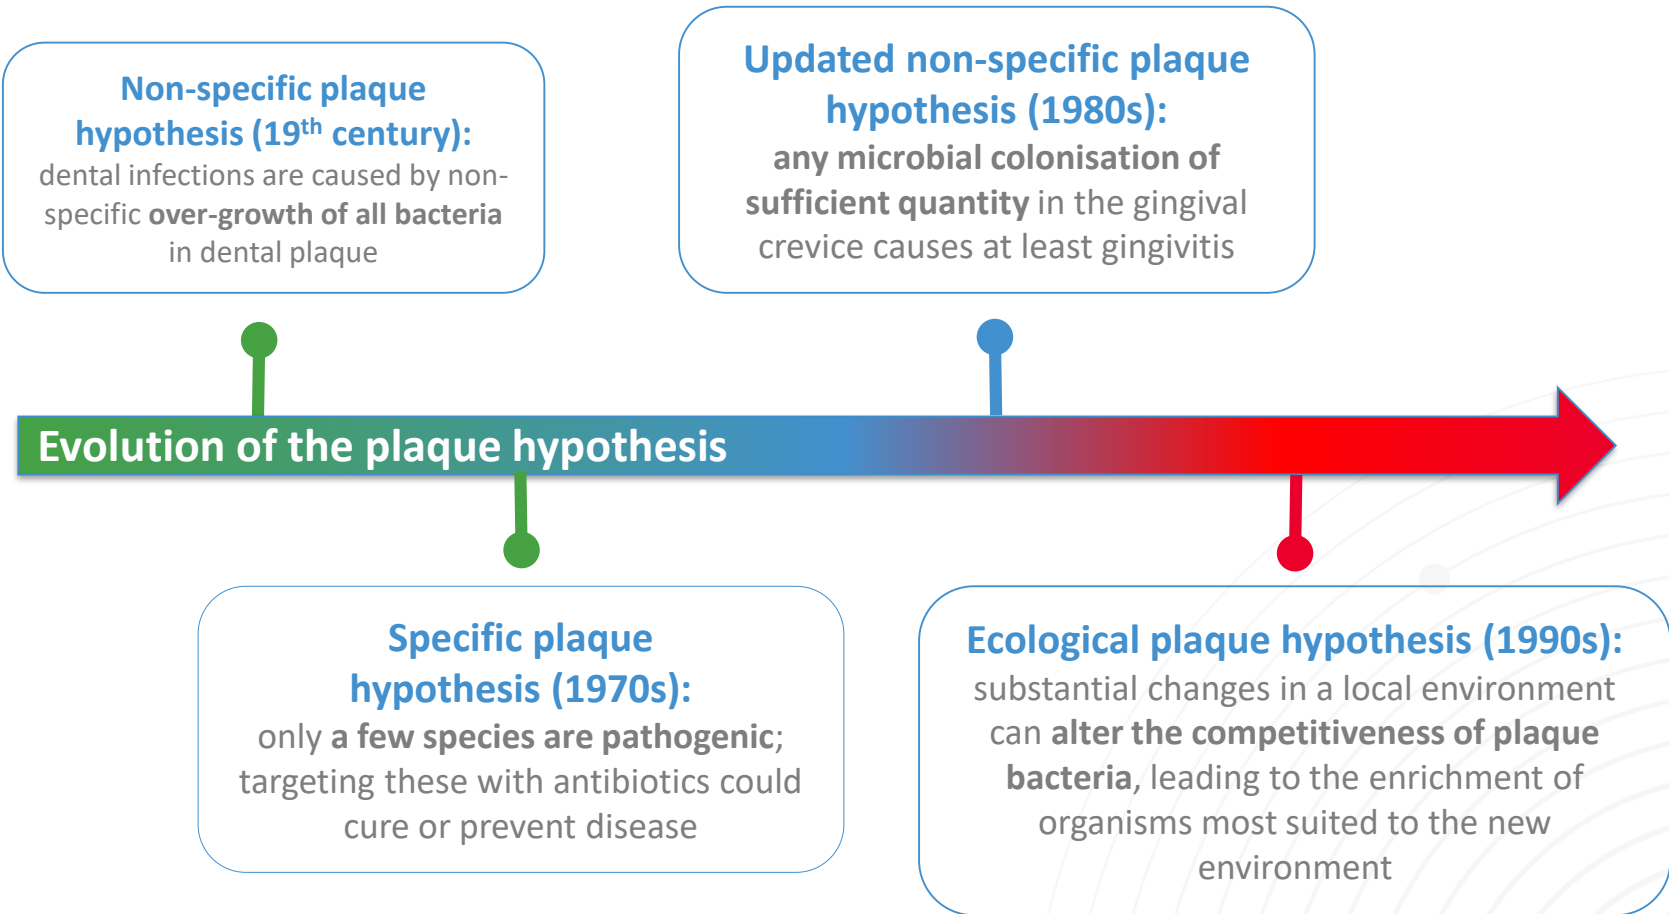 Non-specific plaque
hypothesis (19th century):
dental infections are caused by non-
specific over-growth of all bacteria
in dental plaque
Updated non-specific plaque
hypothesis (1980s):
any microbial colonisation of
sufficient quantity in the gingival
crevice causes at least gingivitis
Evolution of the plaque hypothesis
Specific plaque
hypothesis (1970s):
only a few species are pathogenic;
targeting these with antibiotics could
cure or prevent disease
Ecological plaque hypothesis (1990s):
substantial changes in a local environment
can alter the competitiveness of plaque
bacteria, leading to the enrichment of
organisms most suited to the new
environment